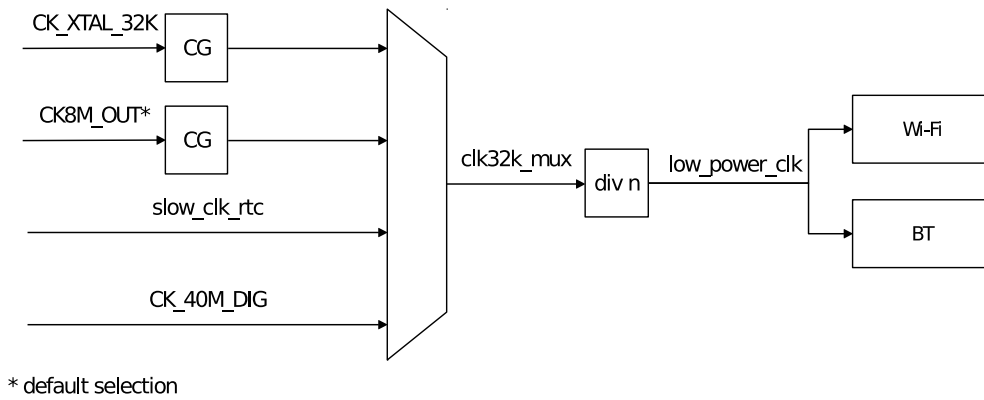 CK_XTAL_32K
CG
CK8M_OUT*
CG
slow_clk_rtc
CK_40M_DIG
clk32k_mux
div n
low_power_clk
Wi-Fi
BT
* default selection